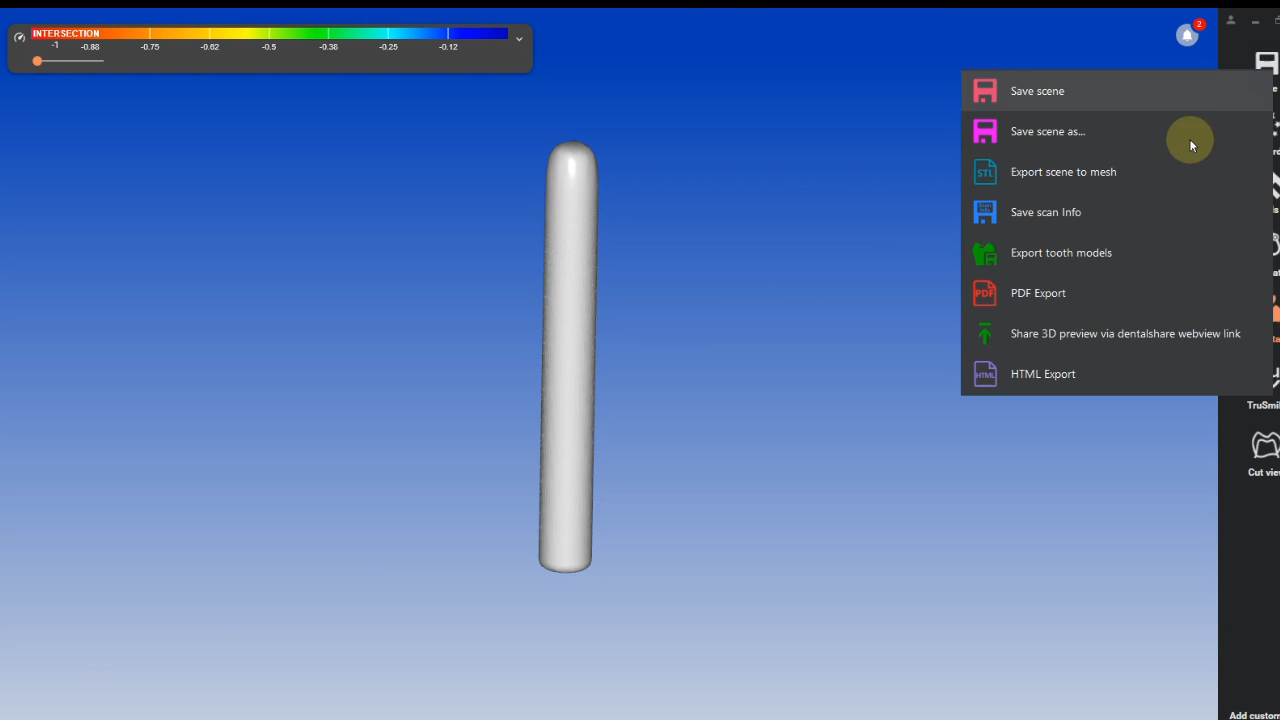 INTERSECTION
-1 -0.88 -0.75 -0.62 -0.5 -0.38 -0.25 -0.12
2
Save scene
Save scene as...
STL Export scene to mesh
Save scan Info
Export tooth models
PDF PDF Export
Share 3D preview via dentalshare webview link
HTML HTML Export
TruSmi
Cut view
Add custom